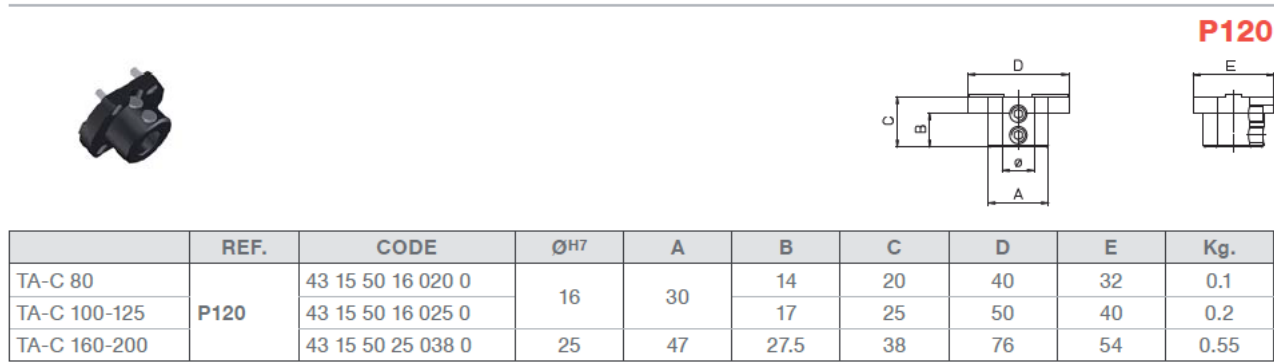 P120
D
E
C
B
ø
A
REF. CODE ØH7 A B C D E Kg.
TA-C 80 P120 43 15 50 16 020 0 16 30 14 20 40 32 0.1
TA-C 100-125 43 15 50 16 025 0 17 25 50 40 0.2
TA-C 160-200 43 15 50 25 038 0 25 47 27.5 38 76 54 0.55